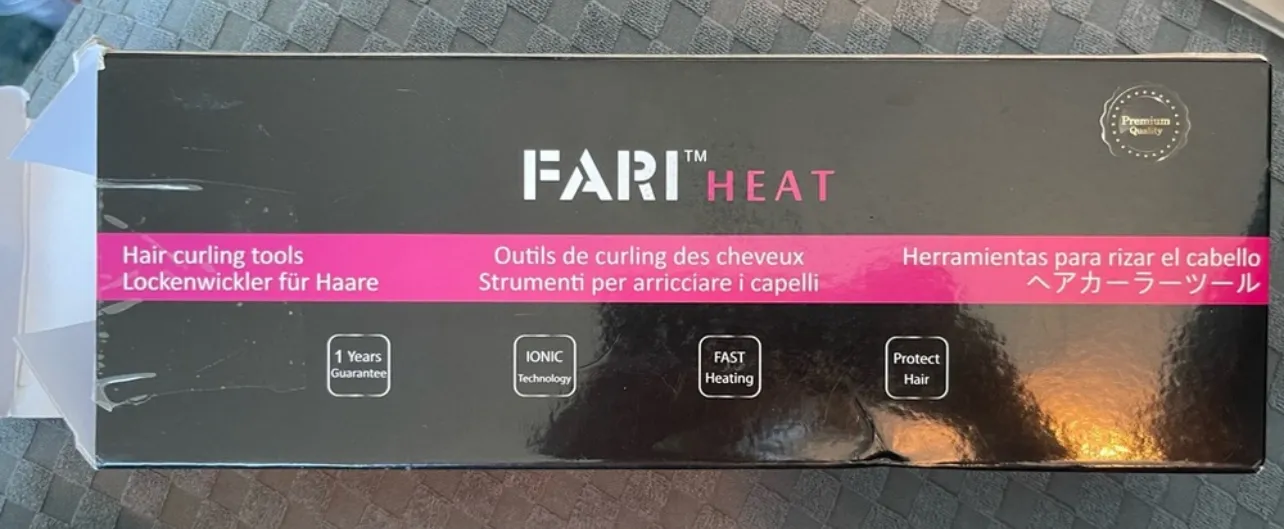 Premium
Quality
FARI™ HEAT
Hair curling tools
Lockenwickler für Haare
Outils de curling des cheveux
Strumenti per arricciare i capelli
Herramientas para rizar el cabello
ヘアカーラーツール
1 Years
Guarantee
IONIC
Technology
FAST
Heating
Protect
Hair